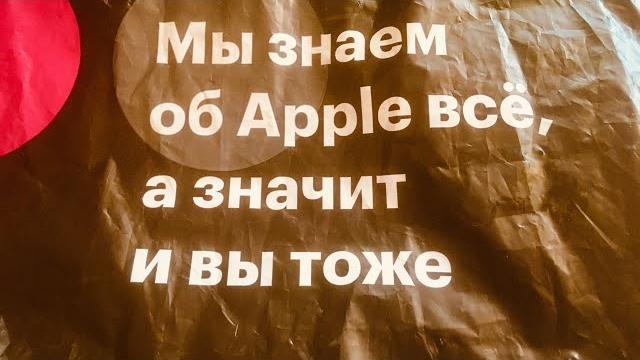 Мы знаем
об Apple всё,
а значит
и вы тоже